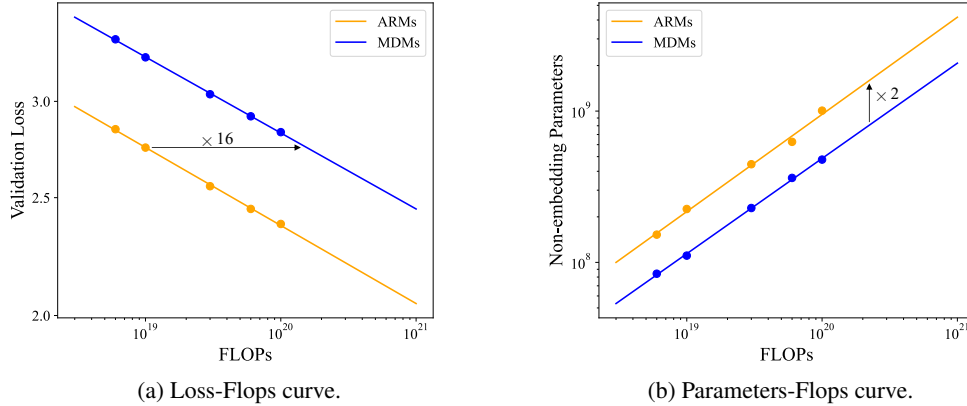 ARMs
MDMs
Validation Loss
3.0
2.5
2.0
× 16
10^19
10^20
10^21
FLOPs
(a) Loss-Flops curve.
ARMs
MDMs
Non-embedding Parameters
10^9
10^8
× 2
10^19
10^20
10^21
FLOPs
(b) Parameters-Flops curve.